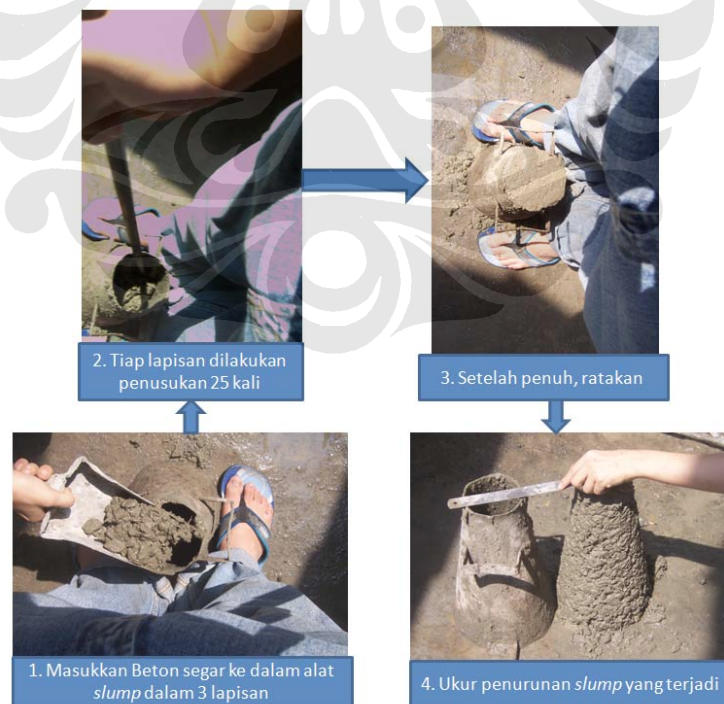 2. Tiap lapisan dilakukan
penusukan 25 kali
3. Setelah penuh, ratakan
1. Masukkan Beton segar ke dalam alat
slump dalam 3 lapisan
4. Ukur penurunan slump yang terjadi